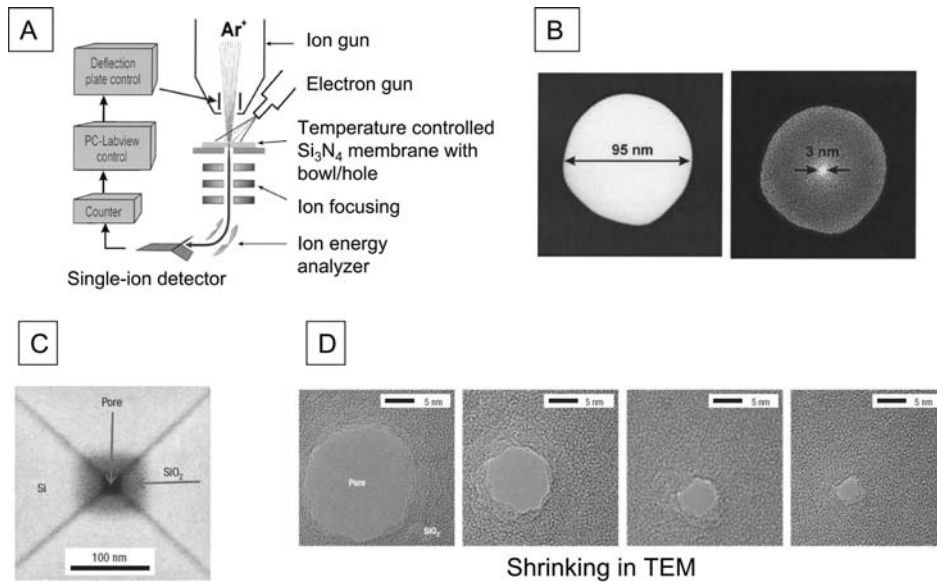 A
Ar+
Ion gun
Deflection
plate control
Electron gun
PC-Labview
control
Temperature controlled
Si3N4 membrane with
bowl/hole
Ion focusing
Counter
Ion energy
analyzer
Single-ion detector
B
95 nm
3 nm
C
Pore
Si
SiO2
100 nm
D
5 nm
5 nm
5 nm
5 nm
Pore
SiO2
Shrinking in TEM